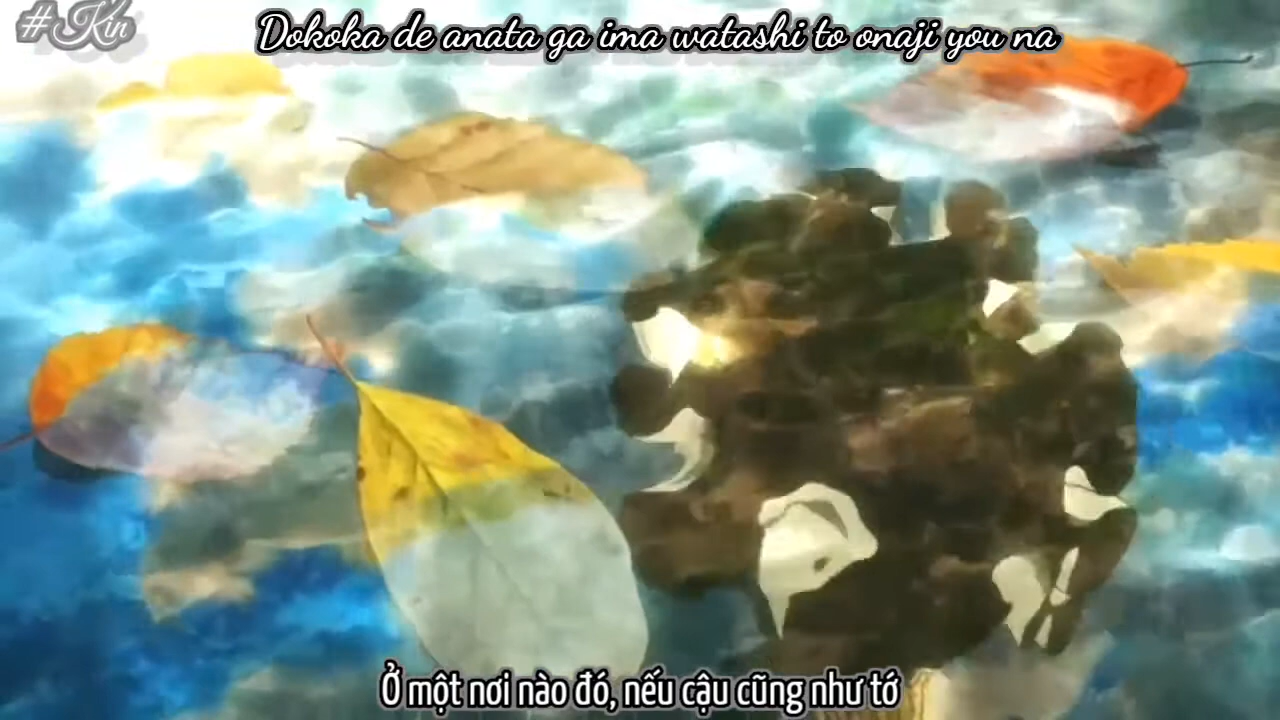 #Kin
Dokoka de anata ga ima watashi to onaji you na
Ở một nơi nào đó, nếu cậu cũng như tớ